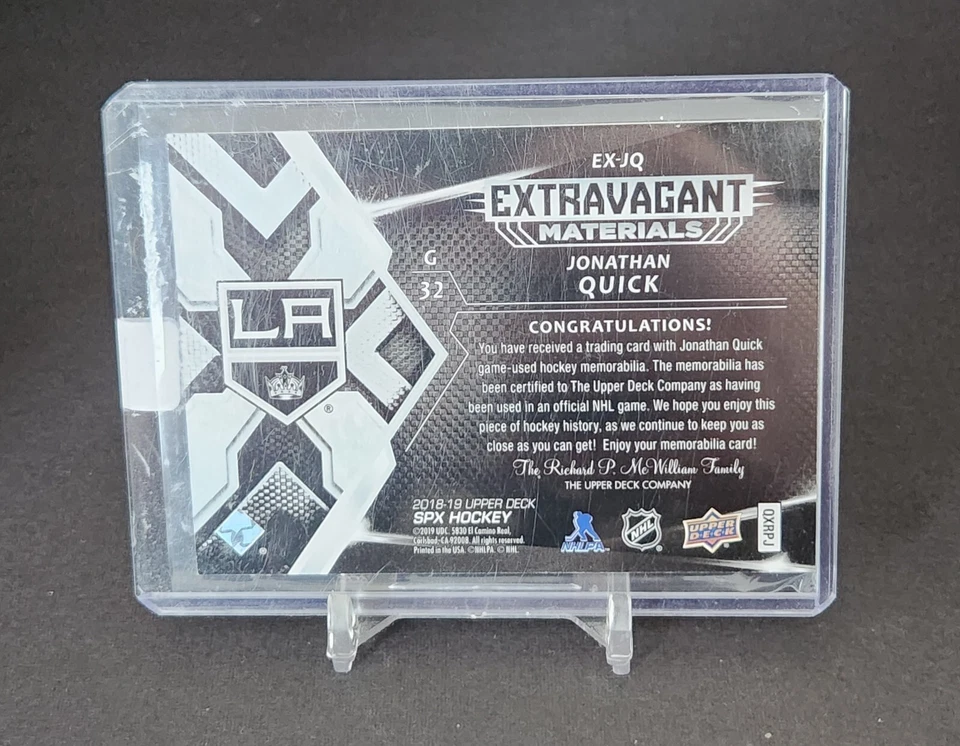 EX-JQ
EXTRAVAGANT
MATERIALS
JONATHAN
QUICK
G
32
LA
®
CONGRATULATIONS!
You have received a trading card with Jonathan Quick
game-used hockey memorabilia. The memorabilia has
been certified to The Upper Deck Company as having
been used in an official NHL game. We hope you enjoy this
piece of hockey history, as we continue to keep you as
close as you can get! Enjoy your memorabilia card!
The Richard P. McWilliam Family
THE UPPER DECK COMPANY
2018-19 UPPER DECK
SPX HOCKEY
©2019 UDC, 5830 El Camino Real,
Carlsbad, CA 92008. All rights reserved.
Printed in the USA. ©NHLPA. © NHL.
NHLPA
NHL
UPPER
DECK
OXRPJ